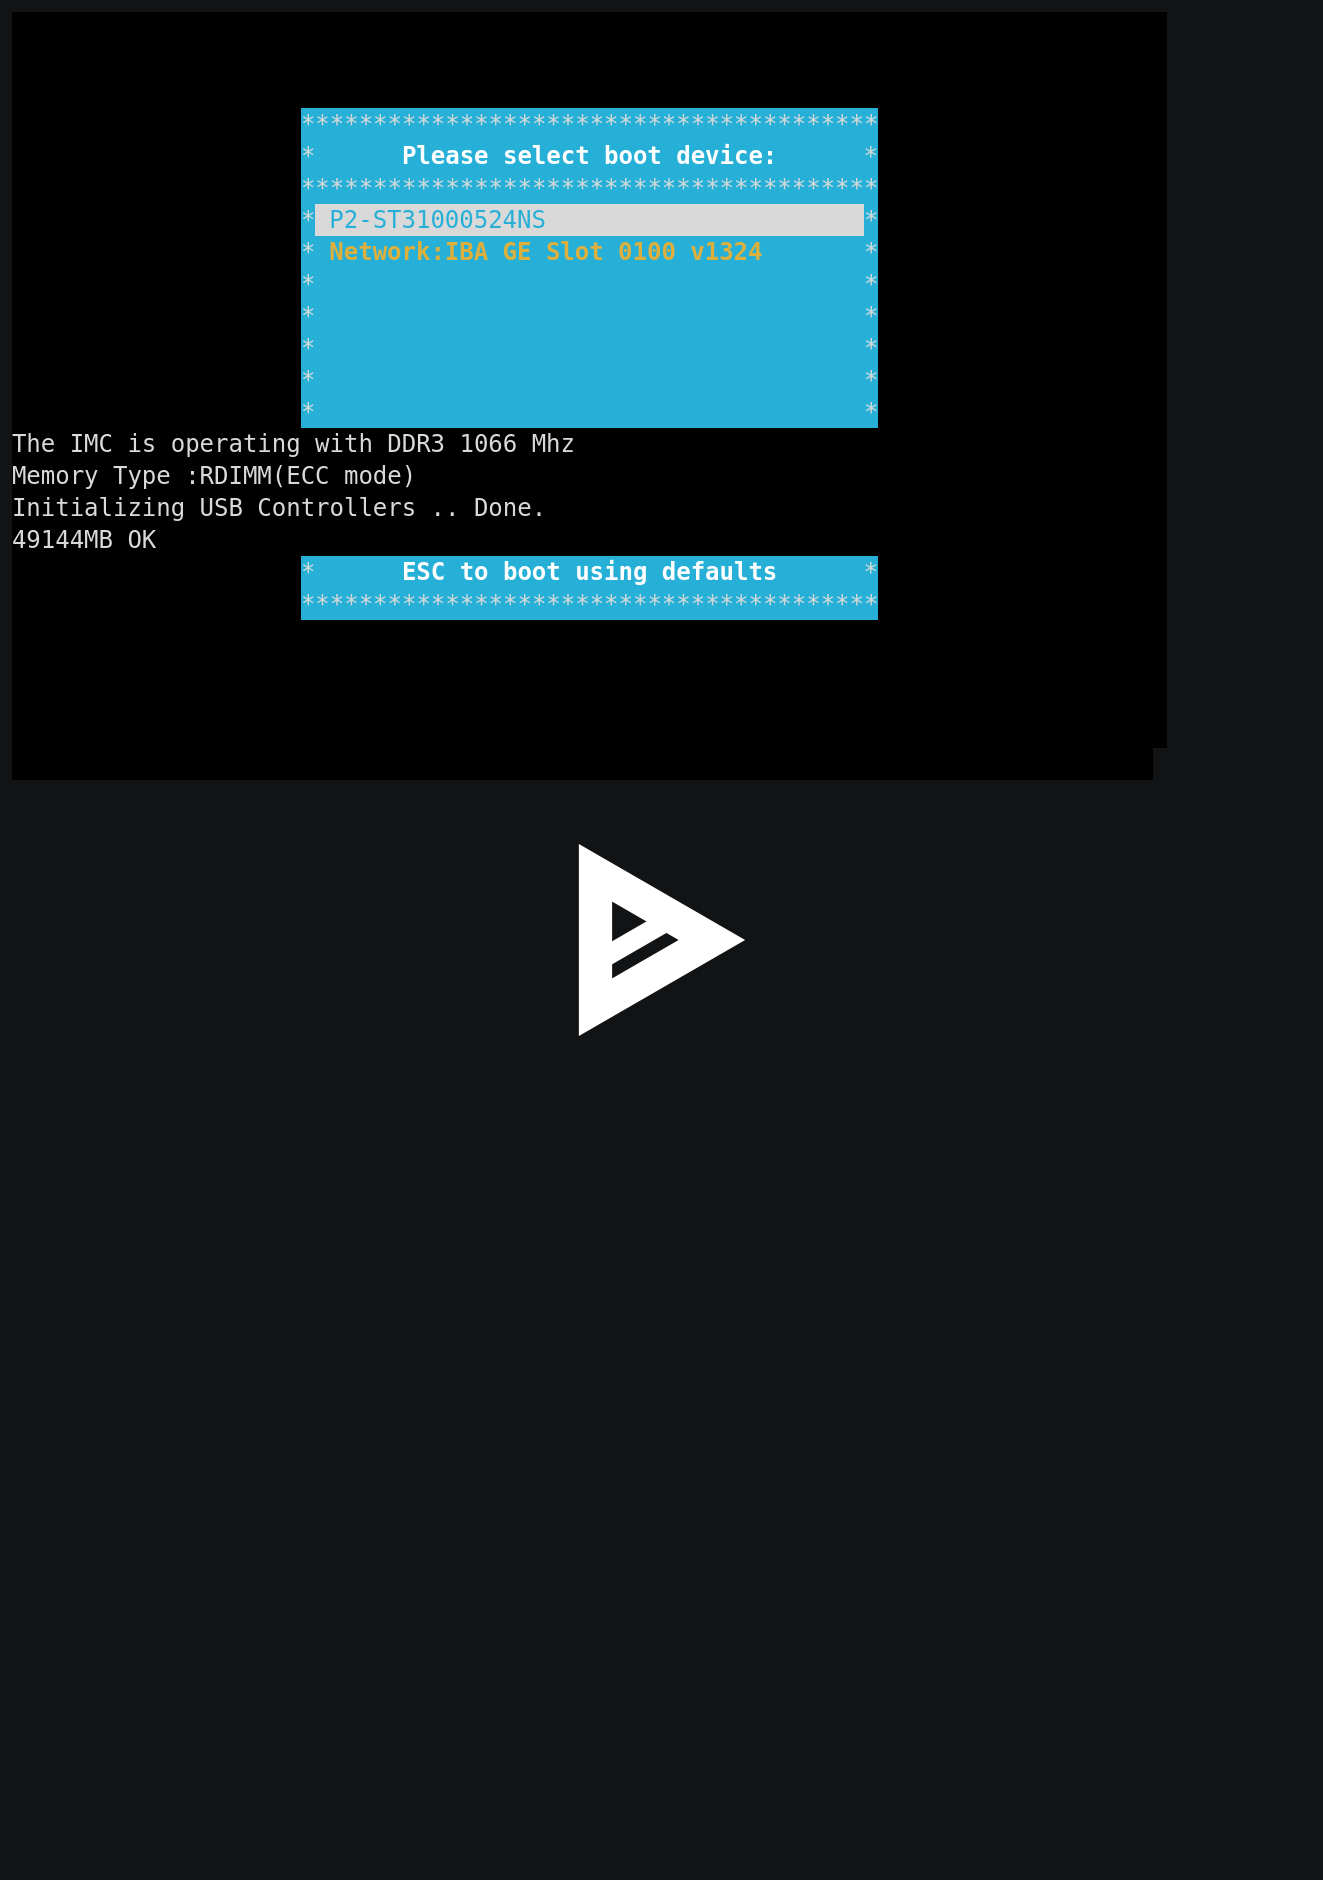 ****************************************
*      Please select boot device:      *
****************************************
* P2-ST31000524NS                      *
* Network:IBA GE Slot 0100 v1324       *
*                                      *
*                                      *
*                                      *
*                                      *
*                                      *
The IMC is operating with DDR3 1066 Mhz
Memory Type :RDIMM(ECC mode)
Initializing USB Controllers .. Done.
49144MB OK
*      ESC to boot using defaults      *
****************************************